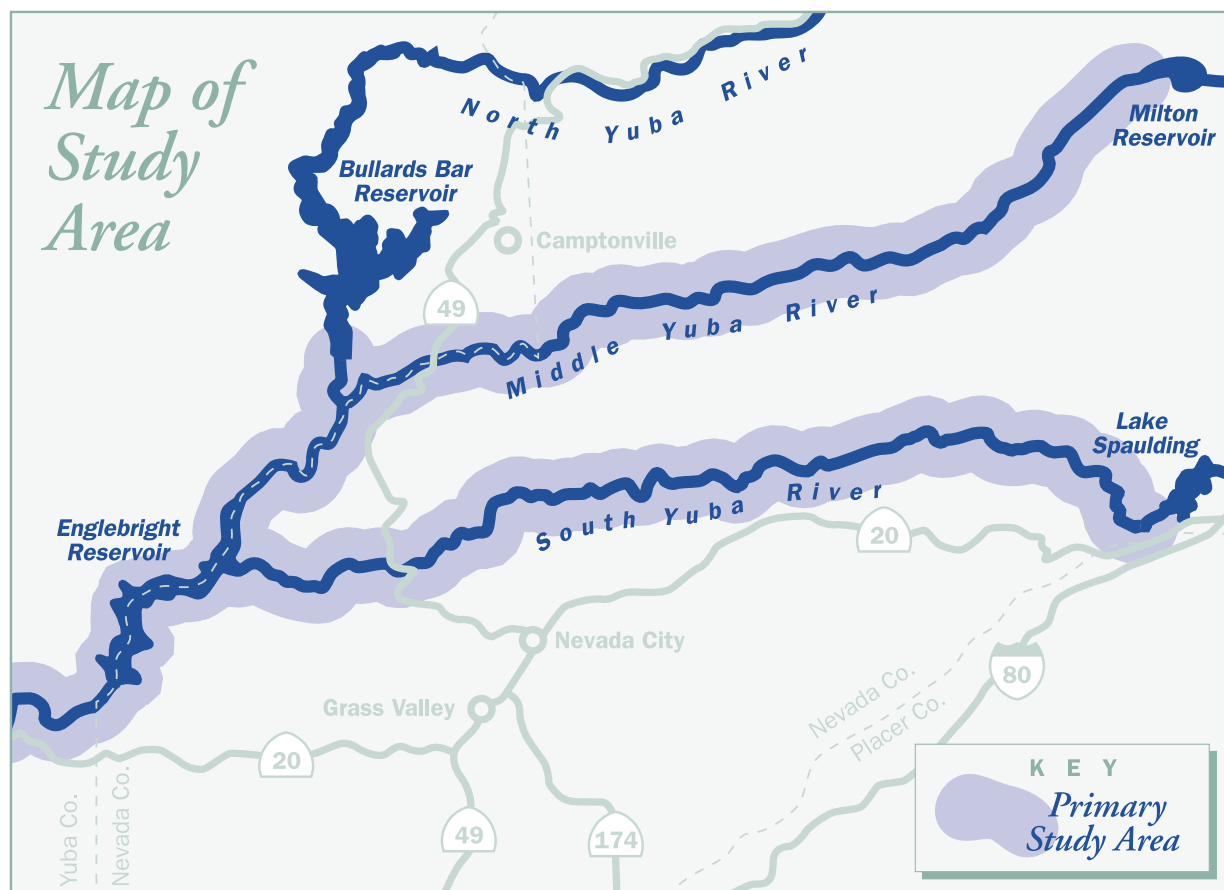 Map of
Study
Area
North Yuba River
Milton
Reservoir
Bullards Bar
Reservoir
Camptonville
49
Middle Yuba River
Lake
Spaulding
South Yuba River
20
Englebright
Reservoir
Nevada City
Grass Valley
80
Nevada Co.
Placer Co.
20
49
174
Yuba Co.
Nevada Co.
KEY
Primary
Study Area